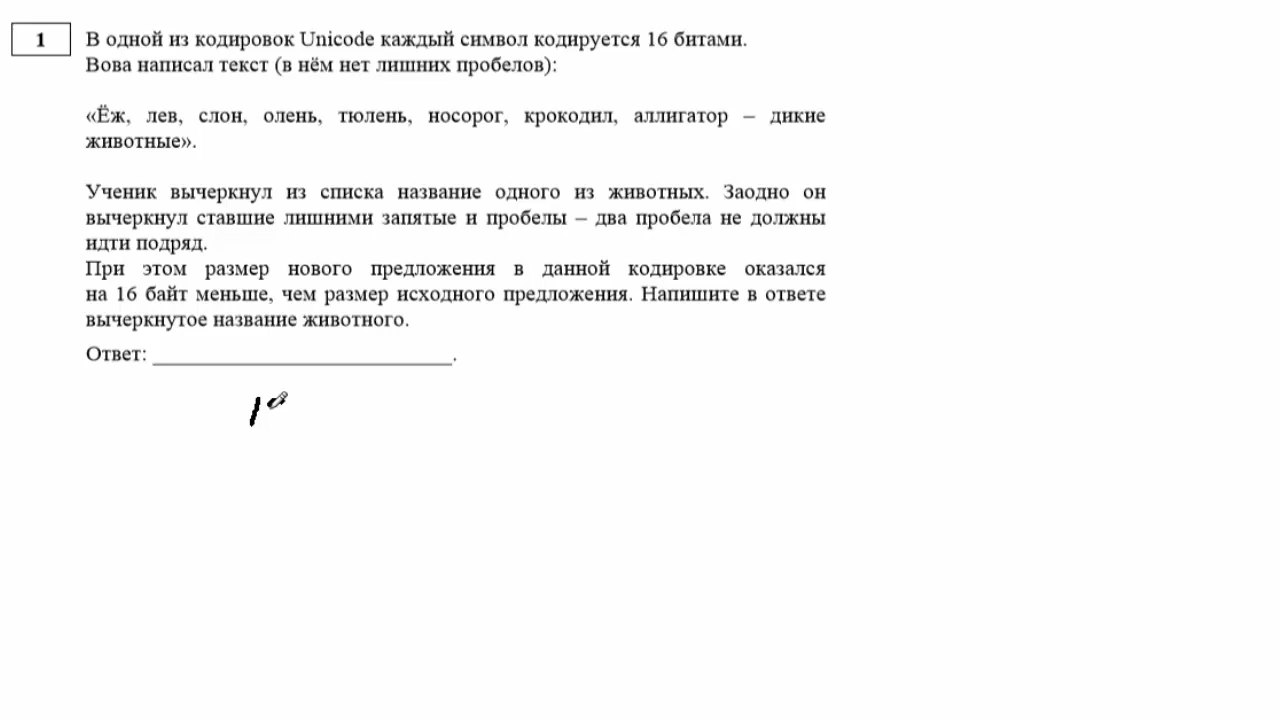 1
В одной из кодировок Unicode каждый символ кодируется 16 битами.
Вова написал текст (в нём нет лишних пробелов):
«Ёж, лев, слон, олень, тюлень, носорог, крокодил, аллигатор – дикие
животные».
Ученик вычеркнул из списка название одного из животных. Заодно он
вычеркнул ставшие лишними запятые и пробелы – два пробела не должны
идти подряд.
При этом размер нового предложения в данной кодировке оказался
на 16 байт меньше, чем размер исходного предложения. Напишите в ответе
вычеркнутое название животного.
Ответ: ______________________________.
1